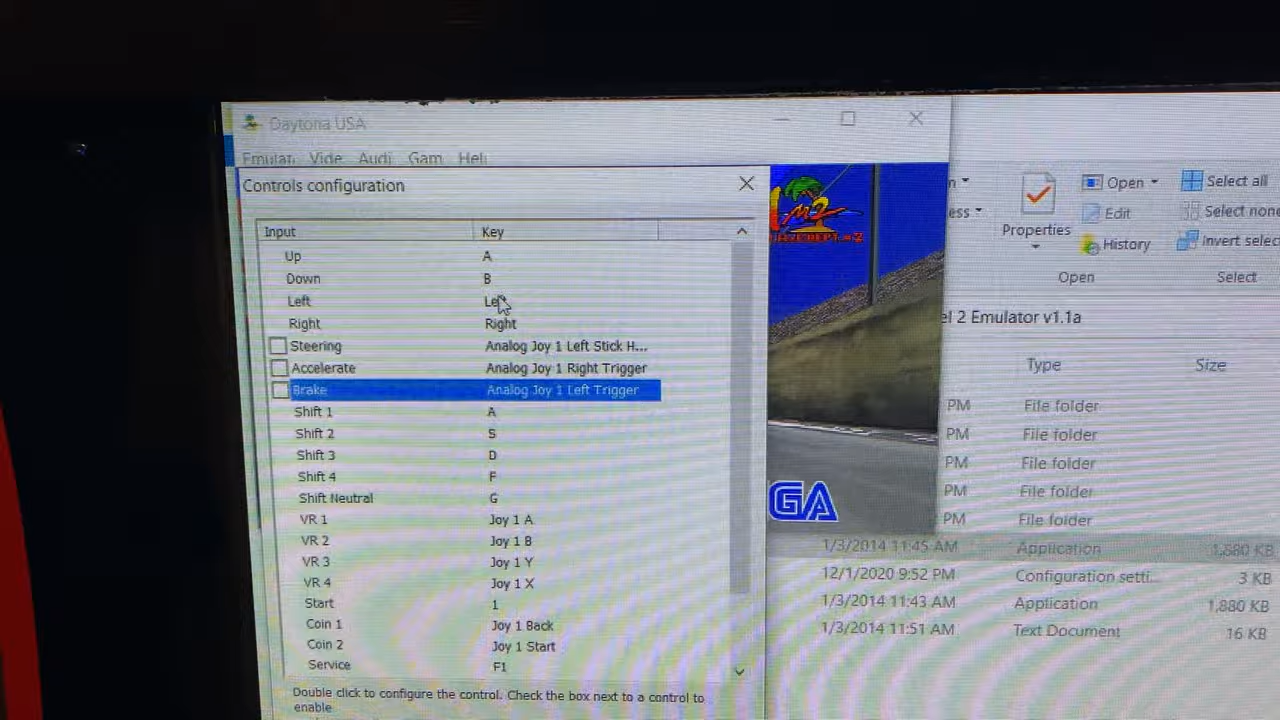 Daytona USA
Emulat Vide Audi Gam Hel
Controls configuration
Input Key
Up A
Down B
Left
Right Right
Steering Analog Joy 1 Left Stick H...
Accelerate Analog Joy 1 Right Trigger
Brake Analog Joy 1 Left Trigger
Shift 1 A
Shift 2 S
Shift 3 D
Shift 4 F
Shift Neutral G
VR 1 Joy 1 A
VR 2 Joy 1 B
VR 3 Joy 1 Y
VR 4 Joy 1 X
Start 1
Coin 1 Joy 1 Back
Coin 2 Joy 1 Start
Service F1
Double click to configure the control. Check the box next to a control to
enable
GA
Properties
Open
Edit
History
Open
Select all
Select none
Invert selec
Select
el 2 Emulator v1.1a
Type Size
PM File folder
PM File folder
PM File folder
PM File folder
PM File folder
1/3/2014 11:45 AM Application 1,880 KB
12/1/2020 9:52 PM Configuration setti... 3 KB
1/3/2014 11:43 AM Application 1,880 KB
1/3/2014 11:51 AM Text Document 16 KB